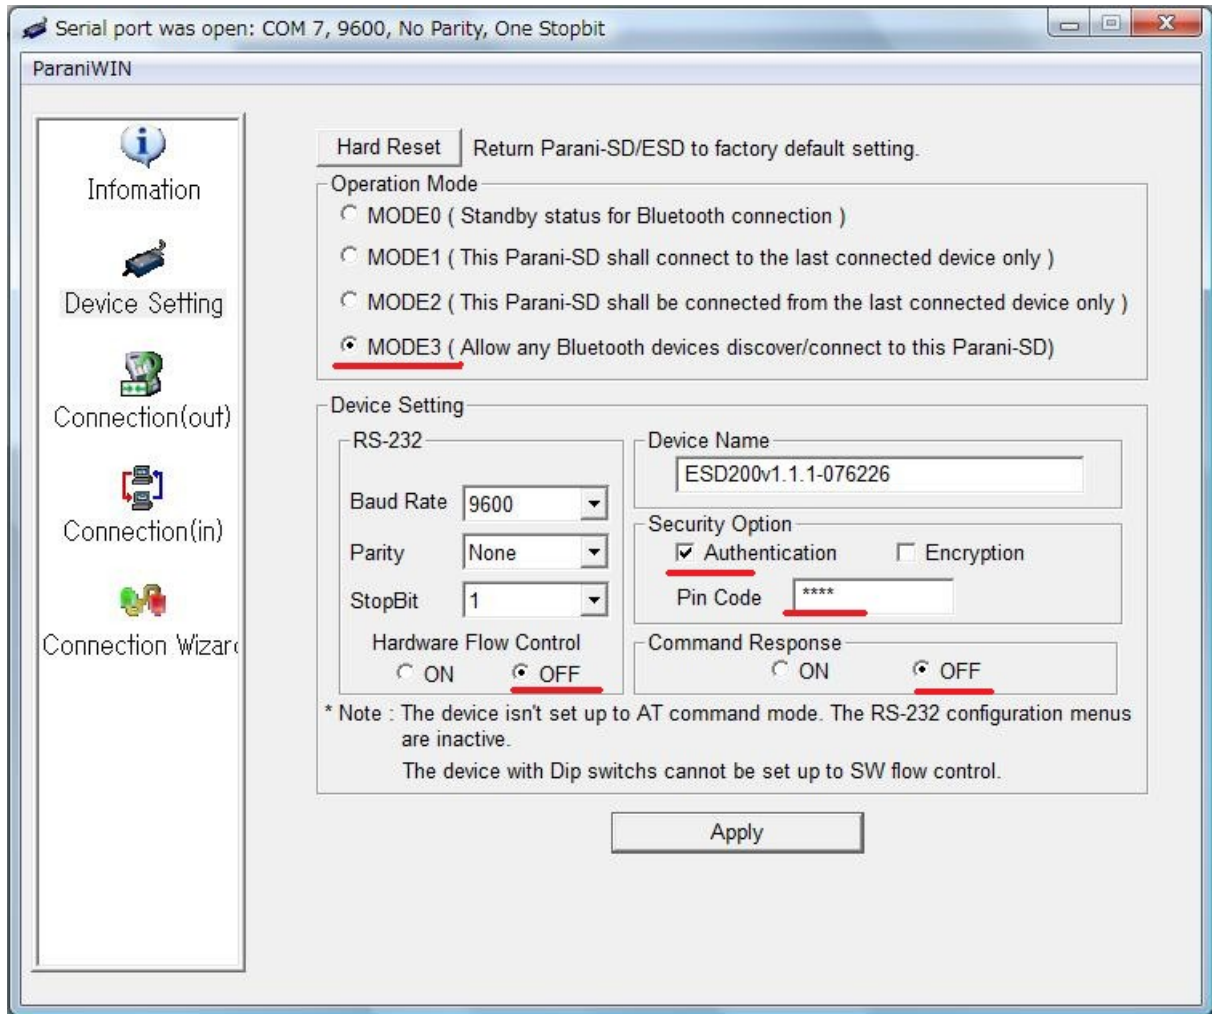 Serial port was open: COM 7, 9600, No Parity, One Stopbit
ParaniWIN
Infomation
Device Setting
Connection(out)
Connection(in)
Connection Wizar
Hard Reset Return Parani-SD/ESD to factory default setting.
Operation Mode
MODE0 ( Standby status for Bluetooth connection )
MODE1 ( This Parani-SD shall connect to the last connected device only )
MODE2 ( This Parani-SD shall be connected from the last connected device only )
MODE3 ( Allow any Bluetooth devices discover/connect to this Parani-SD)
Device Setting
RS-232
Baud Rate 9600
Parity None
StopBit 1
Hardware Flow Control
ON OFF
Device Name
ESD200v1.1.1-076226
Security Option
Authentication Encryption
Pin Code ****
Command Response
ON OFF
* Note : The device isn't set up to AT command mode. The RS-232 configuration menus
are inactive.
The device with Dip switchs cannot be set up to SW flow control.
Apply